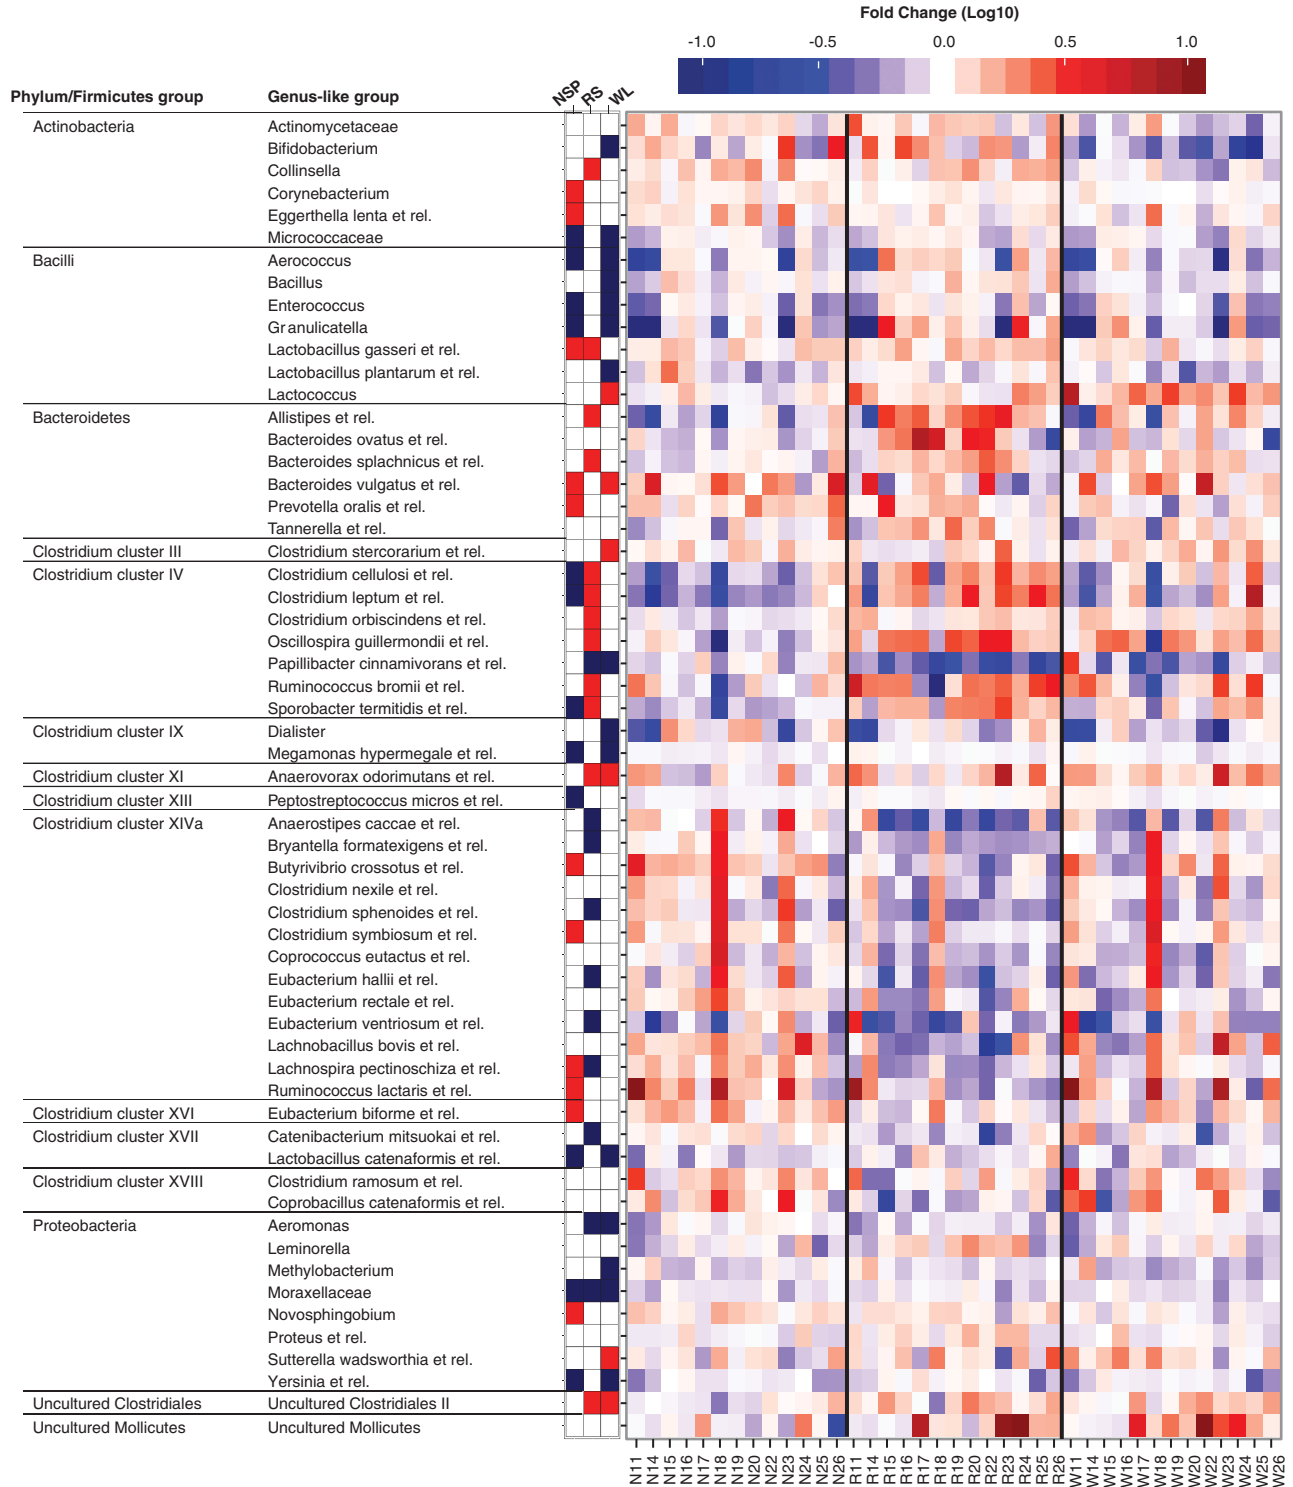 Fold Change (Log10)
-1.0 -0.5 0.0 0.5 1.0
Phylum/Firmicutes group Genus-like group NSP RS WL
Actinobacteria Actinomycetaceae
Bifidobacterium
Collinsella
Corynebacterium
Eggerthella lenta et rel.
Micrococcaceae
Bacilli Aerococcus
Bacillus
Enterococcus
Granulicatella
Lactobacillus gasseri et rel.
Lactobacillus plantarum et rel.
Lactococcus
Bacteroidetes Allistipes et rel.
Bacteroides ovatus et rel.
Bacteroides splachnicus et rel.
Bacteroides vulgatus et rel.
Prevotella oralis et rel.
Tannerella et rel.
Clostridium cluster III Clostridium stercorarium et rel.
Clostridium cluster IV Clostridium cellulosi et rel.
Clostridium leptum et rel.
Clostridium orbiscindens et rel.
Oscillospira guillermondii et rel.
Papillibacter cinnamivorans et rel.
Ruminococcus bromii et rel.
Sporobacter termitidis et rel.
Clostridium cluster IX Dialister
Megamonas hypermegale et rel.
Clostridium cluster XI Anaerovorax odorimutans et rel.
Clostridium cluster XIII Peptostreptococcus micros et rel.
Clostridium cluster XIVa Anaerostipes caccae et rel.
Bryantella formatexigens et rel.
Butyrivibrio crossotus et rel.
Clostridium nexile et rel.
Clostridium sphenoides et rel.
Clostridium symbiosum et rel.
Coprococcus eutactus et rel.
Eubacterium hallii et rel.
Eubacterium rectale et rel.
Eubacterium ventriosum et rel.
Lachnobacillus bovis et rel.
Lachnospira pectinoschiza et rel.
Ruminococcus lactaris et rel.
Clostridium cluster XVI Eubacterium biforme et rel.
Clostridium cluster XVII Catenibacterium mitsuokai et rel.
Lactobacillus catenaformis et rel.
Clostridium cluster XVIII Clostridium ramosum et rel.
Coprobacillus catenaformis et rel.
Proteobacteria Aeromonas
Leminorella
Methylobacterium
Moraxellaceae
Novosphingobium
Proteus et rel.
Sutterella wadsworthia et rel.
Yersinia et rel.
Uncultured Clostridiales Uncultured Clostridiales II
Uncultured Mollicutes Uncultured Mollicutes
N11 N14 N15 N16 N17 N18 N19 N20 N22 N23 N24 N25 N26 R11 R14 R15 R16 R17 R18 R19 R20 R22 R23 R24 R25 R26 W11 W14 W15 W16 W17 W18 W19 W20 W22 W23 W24 W25 W26